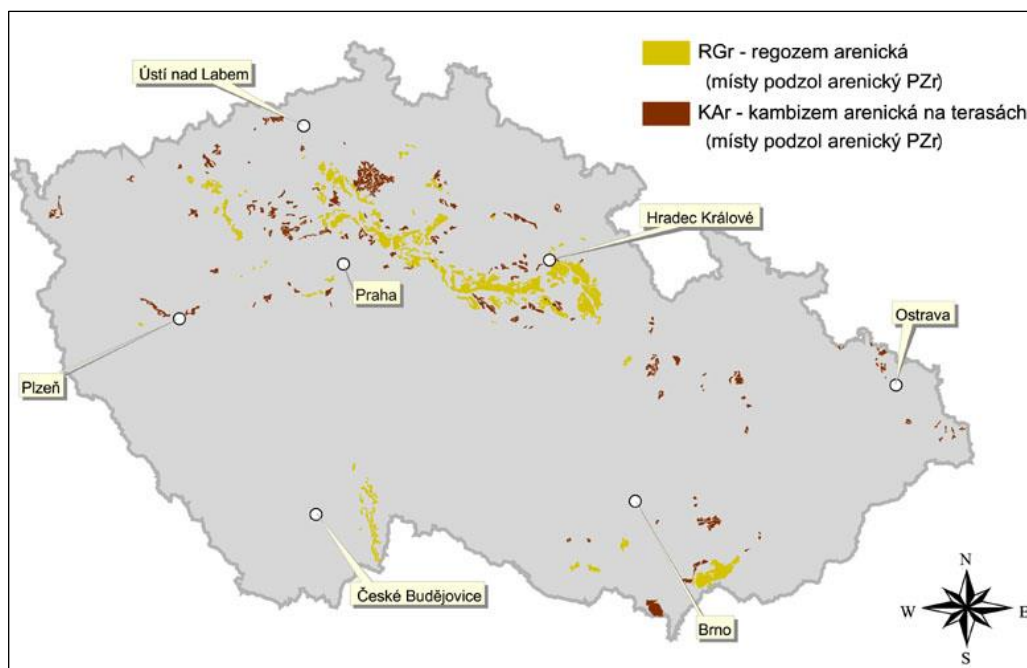 RGr - regozem arenická
(místy podzol arenický PZr)
KAr - kambizem arenická na terasách
(místy podzol arenický PZr)
Ústí nad Labem
Hradec Králové
Praha
Ostrava
Plzeň
České Budějovice
Brno
N
W
E
S